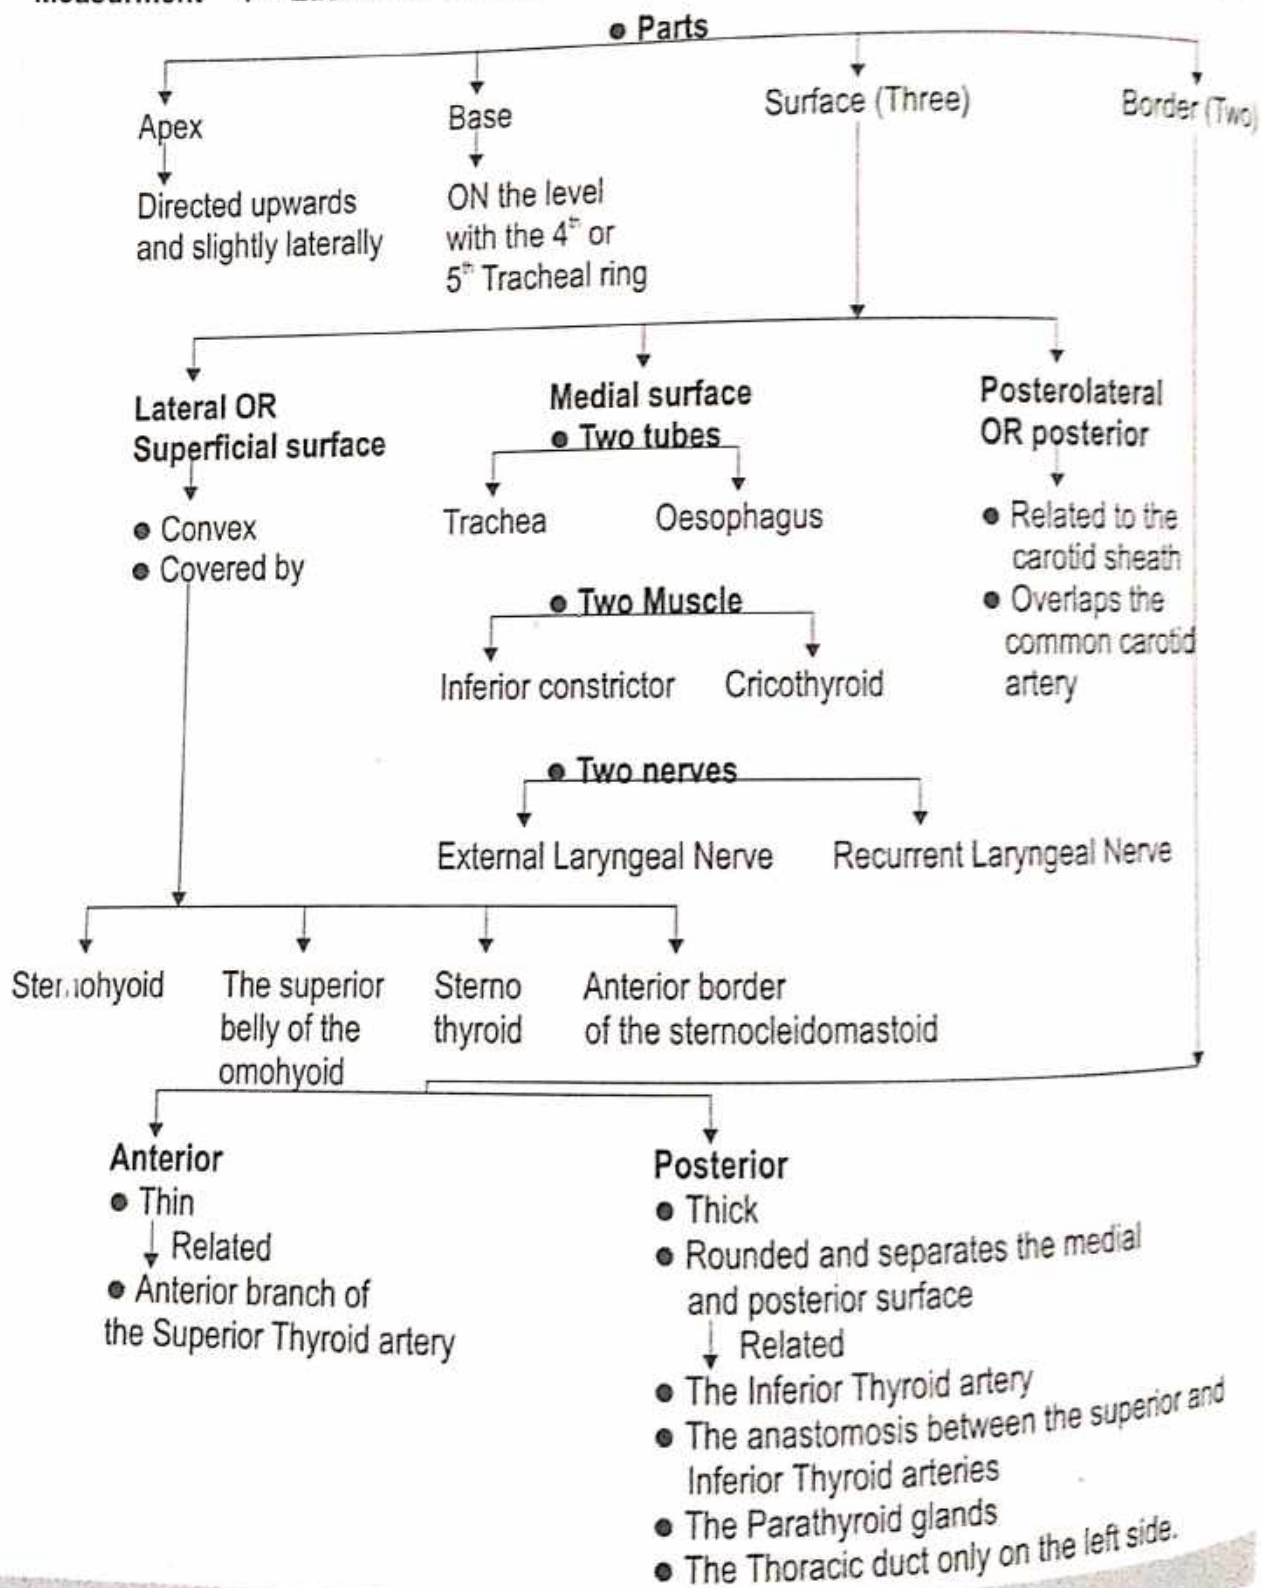 ● Parts
Apex
Base
Surface (Three)
Border (Two)
Directed upwards
and slightly laterally
ON the level
with the 4th or
5th Tracheal ring
Lateral OR
Superficial surface
● Convex
● Covered by
Medial surface
● Two tubes
Trachea
Oesophagus
● Two Muscle
Inferior constrictor
Cricothyroid
● Two nerves
External Laryngeal Nerve
Recurrent Laryngeal Nerve
Posterolateral
OR posterior
● Related to the
carotid sheath
● Overlaps the
common carotid
artery
Sternohyoid
The superior
belly of the
omohyoid
Sterno
thyroid
Anterior border
of the sternocleidomastoid
Anterior
● Thin
Related
● Anterior branch of
the Superior Thyroid artery
Posterior
● Thick
● Rounded and separates the medial
and posterior surface
Related
● The Inferior Thyroid artery
● The anastomosis between the superior and
Inferior Thyroid arteries
● The Parathyroid glands
● The Thoracic duct only on the left side.